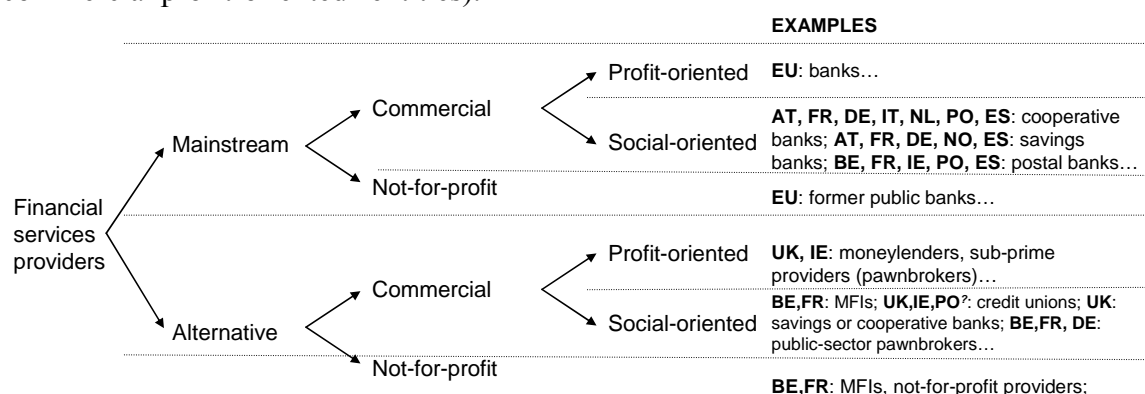 EXAMPLES
Profit-oriented EU: banks…
Commercial
AT, FR, DE, IT, NL, PO, ES: cooperative
Mainstream Social-oriented banks; AT, FR, DE, NO, ES: savings
banks; BE, FR, IE, PO, ES: postal banks…
Not-for-profit
EU: former public banks…
Financial
services
providers
Profit-oriented UK, IE: moneylenders, sub-prime
providers (pawnbrokers)…
Commercial
BE,FR: MFIs; UK,IE,PO?: credit unions; UK:
Alternative Social-oriented savings or cooperative banks; BE,FR, DE:
public-sector pawnbrokers…
Not-for-profit
BE,FR: MFIs, not-for-profit providers;